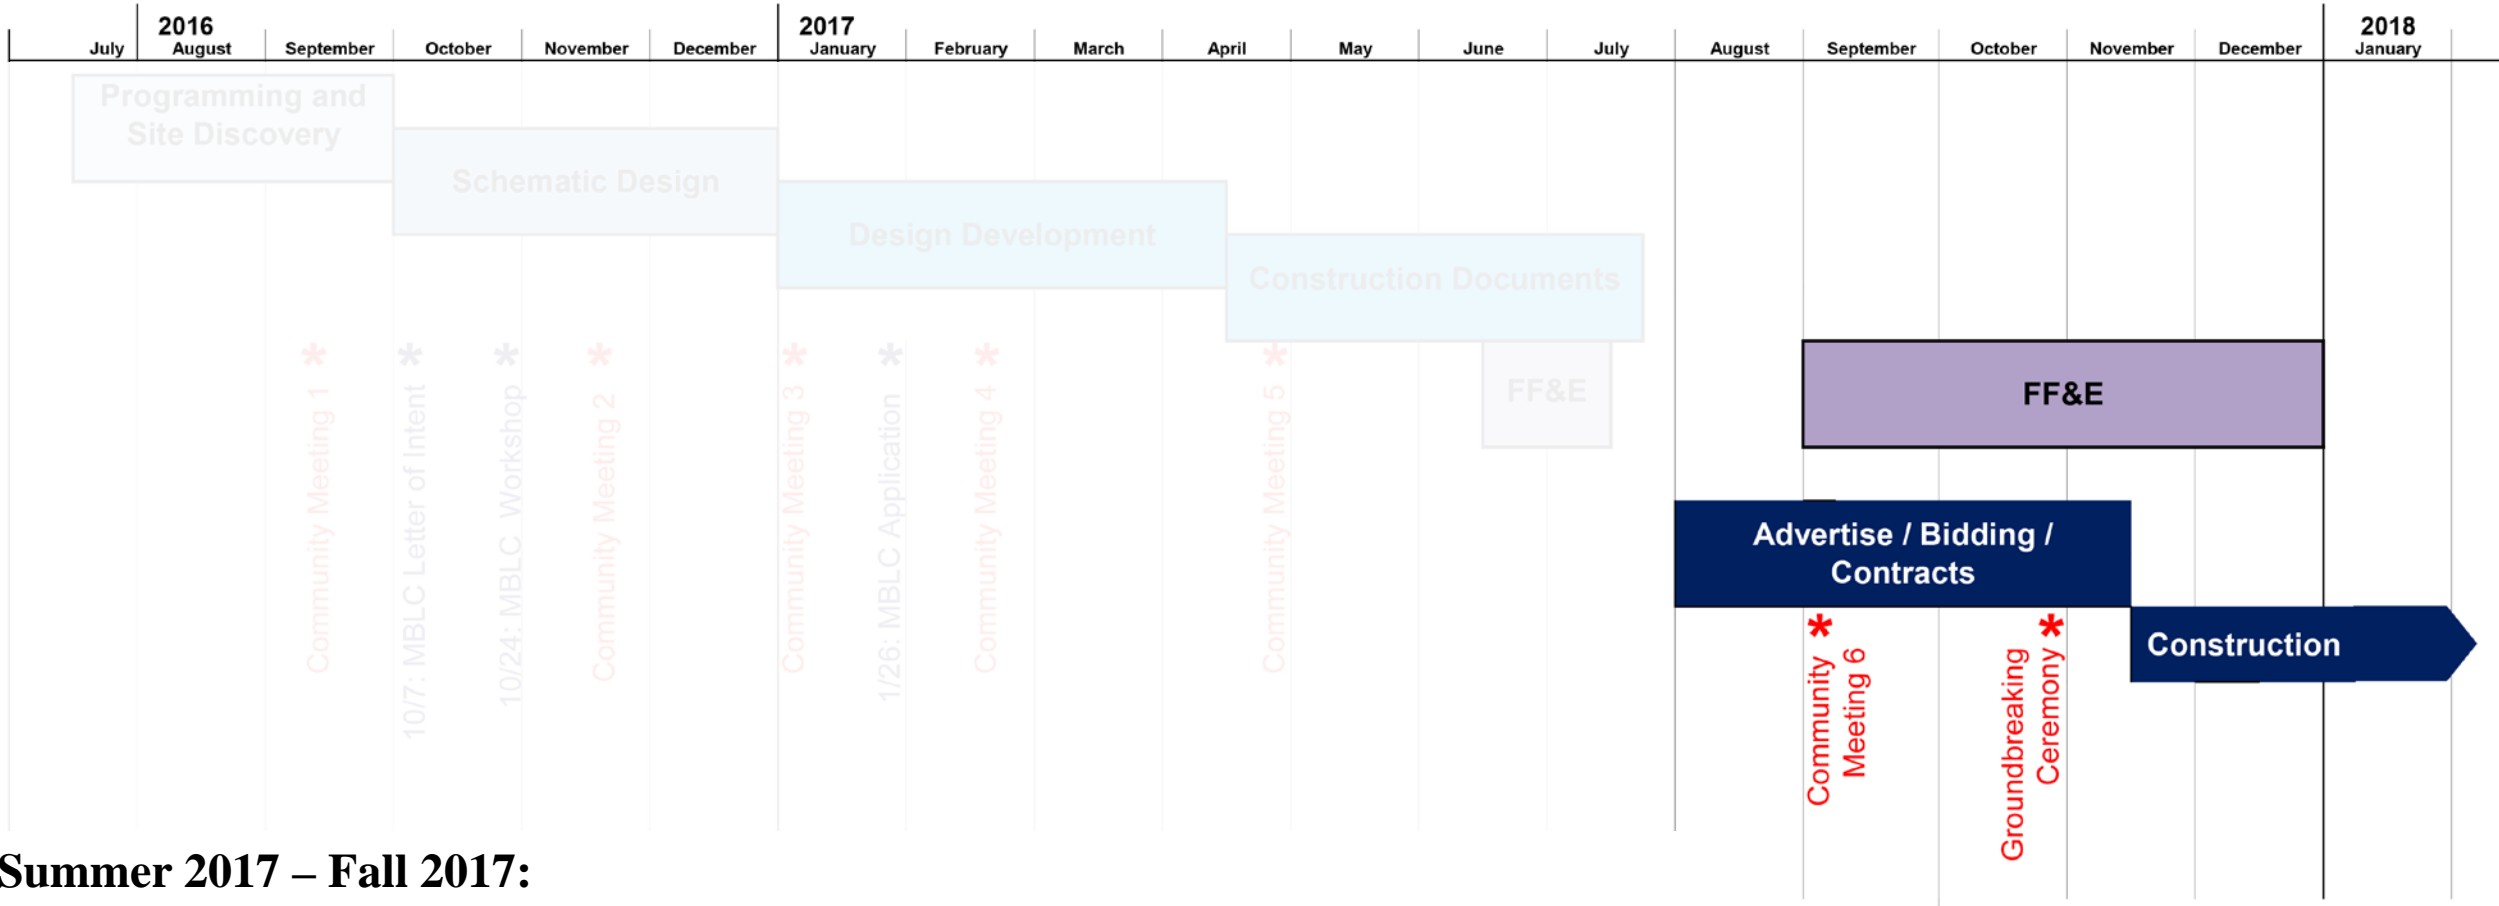 2016
2017
2018
July
August
September
October
November
December
January
February
March
April
May
June
July
August
September
October
November
December
January
Programming and
Site Discovery
Schematic Design
Design Development
Construction Documents
FF&E
FF&E
Advertise / Bidding /
Contracts
Construction
* Community Meeting 1
* 10/7: MBLC Letter of Intent
* 10/24: MBLC Workshop
* Community Meeting 2
* Community Meeting 3
* 1/26: MBLC Application
* Community Meeting 4
* Community Meeting 5
* Community
Meeting 6
Groundbreaking
* Ceremony
Summer 2017 – Fall 2017: